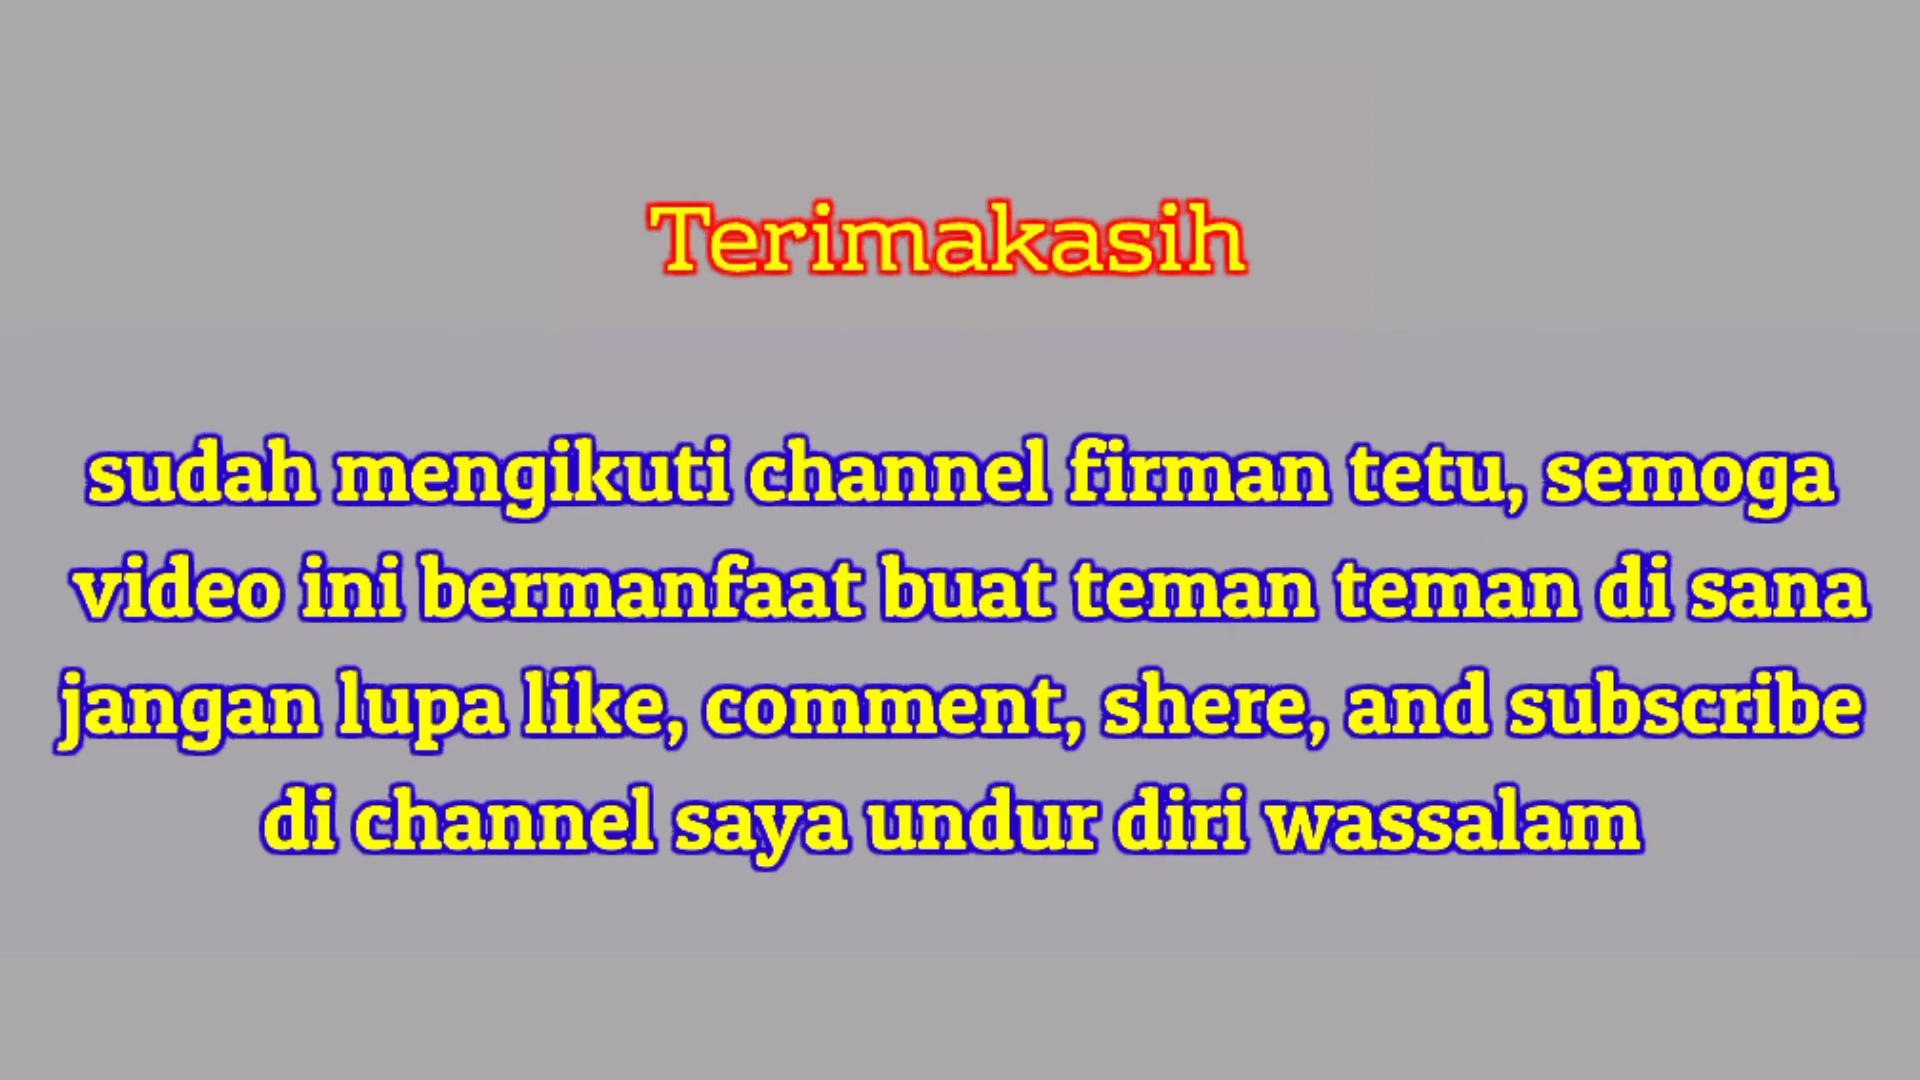 Terimakasih
sudah mengikuti channel firman tetu, semoga
video ini bermanfaat buat teman teman di sana
jangan lupa like, comment, shere, and subscribe
di channel saya undur diri wassalam